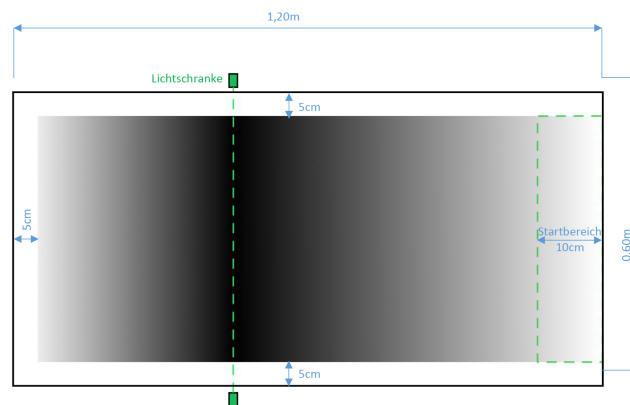 1,20m
Lichtschranke
5cm
5cm
Startbereich
10cm
0,60m
5cm